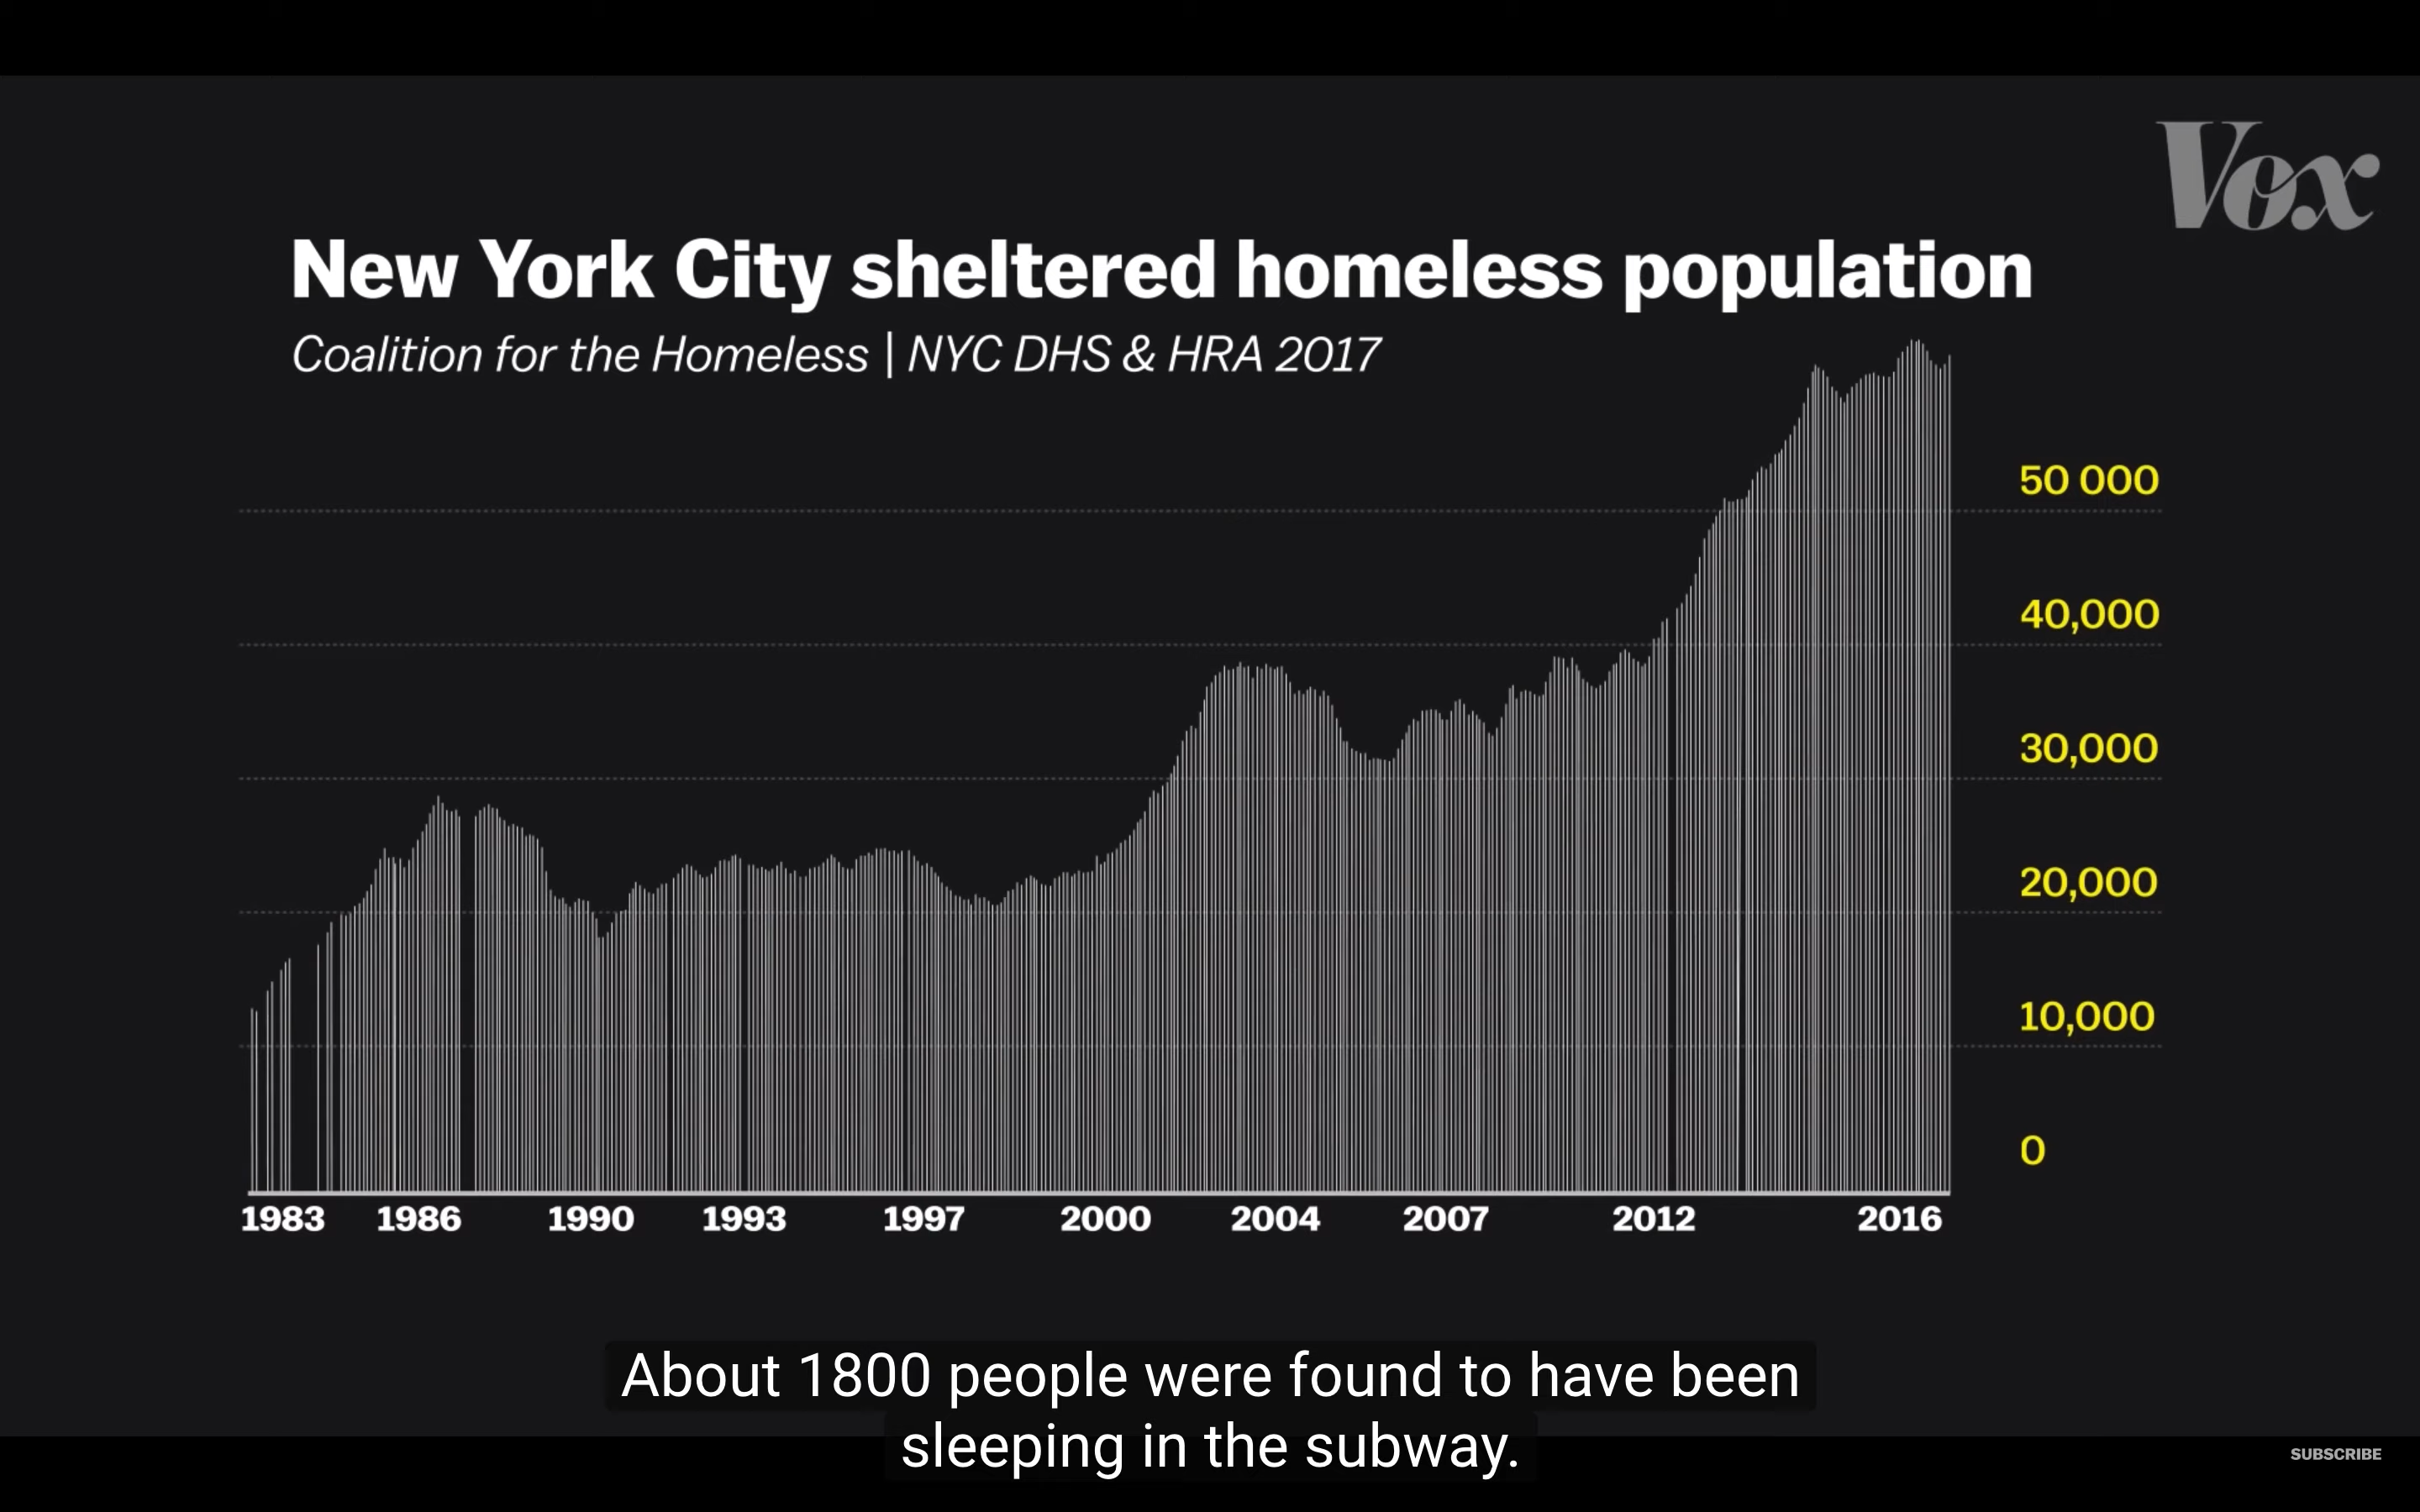 Vox
New York City sheltered homeless population
Coalition for the Homeless | NYC DHS & HRA 2017
50 000
40,000
30,000
20,000
10,000
0
1983 1986 1990 1993 1997 2000 2004 2007 2012 2016
About 1800 people were found to have been
sleeping in the subway.
SUBSCRIBE